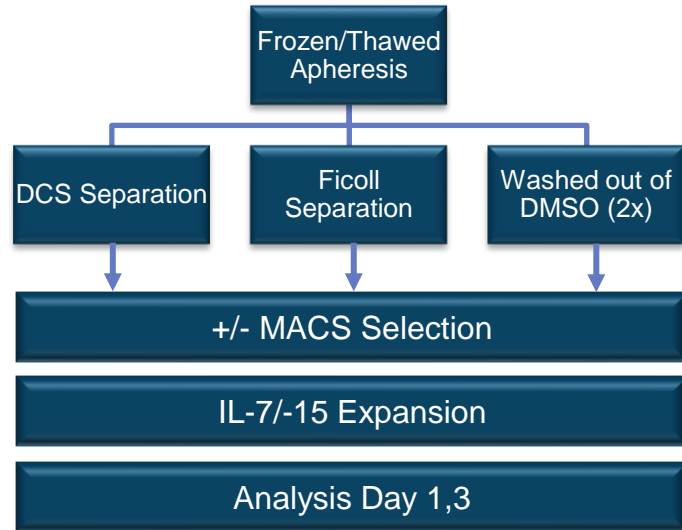 Frozen/Thawed
Apheresis
DCS Separation
Ficoll
Separation
Washed out of
DMSO (2x)
+/- MACS Selection
IL-7/-15 Expansion
Analysis Day 1,3